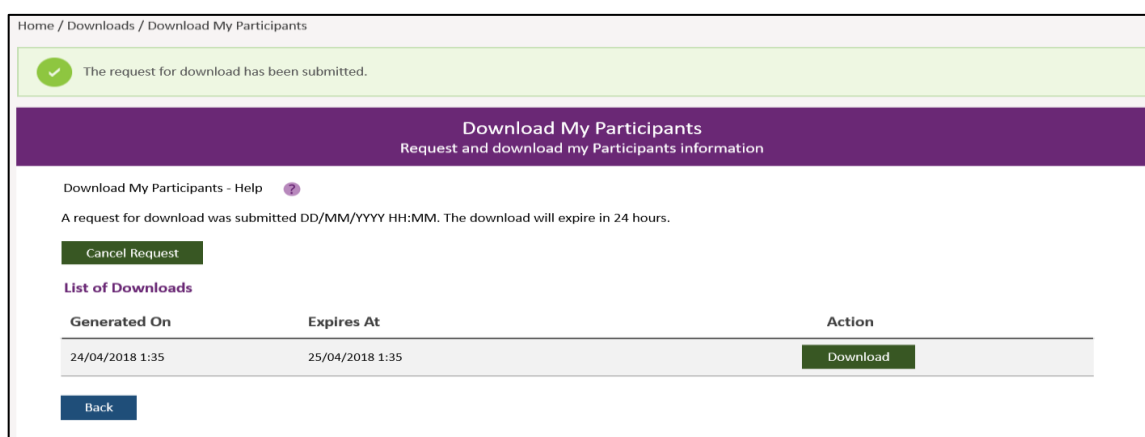 Home / Downloads / Download My Participants
The request for download has been submitted.
Download My Participants
Request and download my Participants information
Download My Participants - Help ?
A request for download was submitted DD/MM/YYYY HH:MM. The download will expire in 24 hours.
Cancel Request
List of Downloads
Generated On Expires At Action
24/04/2018 1:35 25/04/2018 1:35 Download
Back